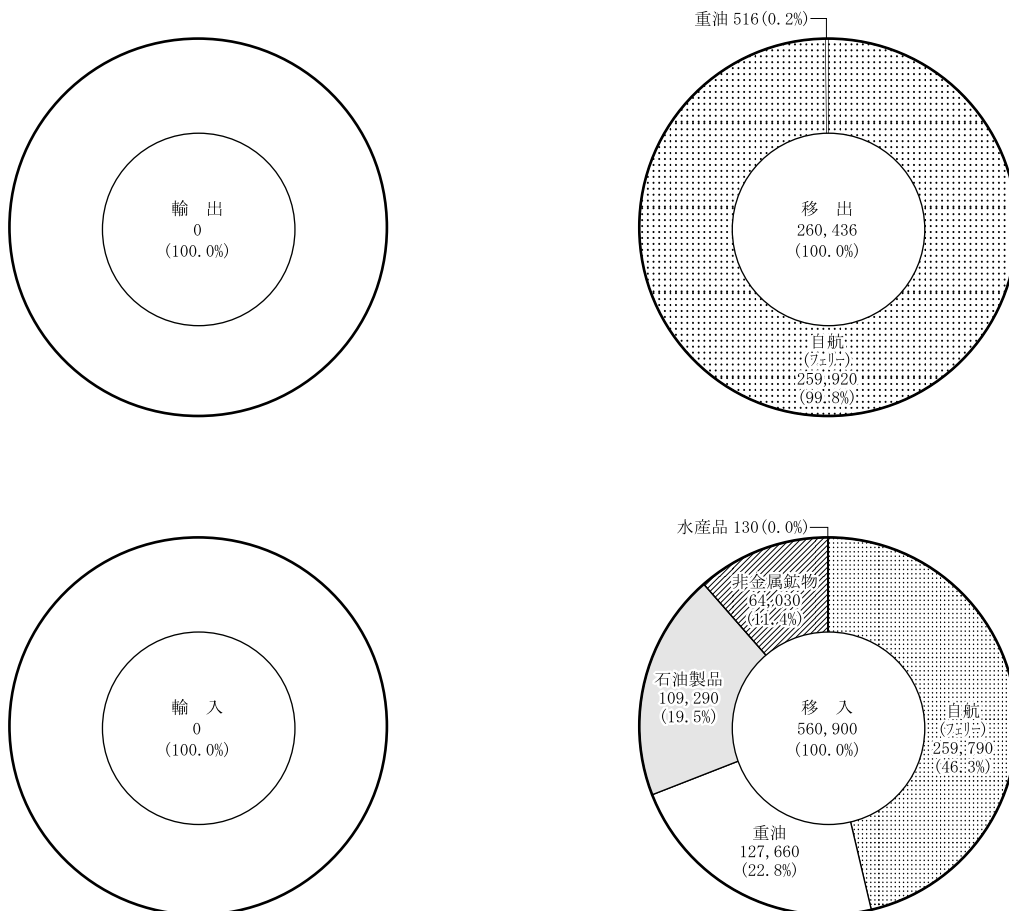 重油 516(0.2%)
輸 出
0
(100.0%)
移 出
260,436
(100.0%)
自航
(フェリー)
259,920
(99.8%)
水産品 130(0.0%)
非金属鉱物
64,030
(11.4%)
石油製品
109,290
(19.5%)
輸 入
0
(100.0%)
移 入
560,900
(100.0%)
自航
(フェリー)
259,790
(46.3%)
重油
127,660
(22.8%)